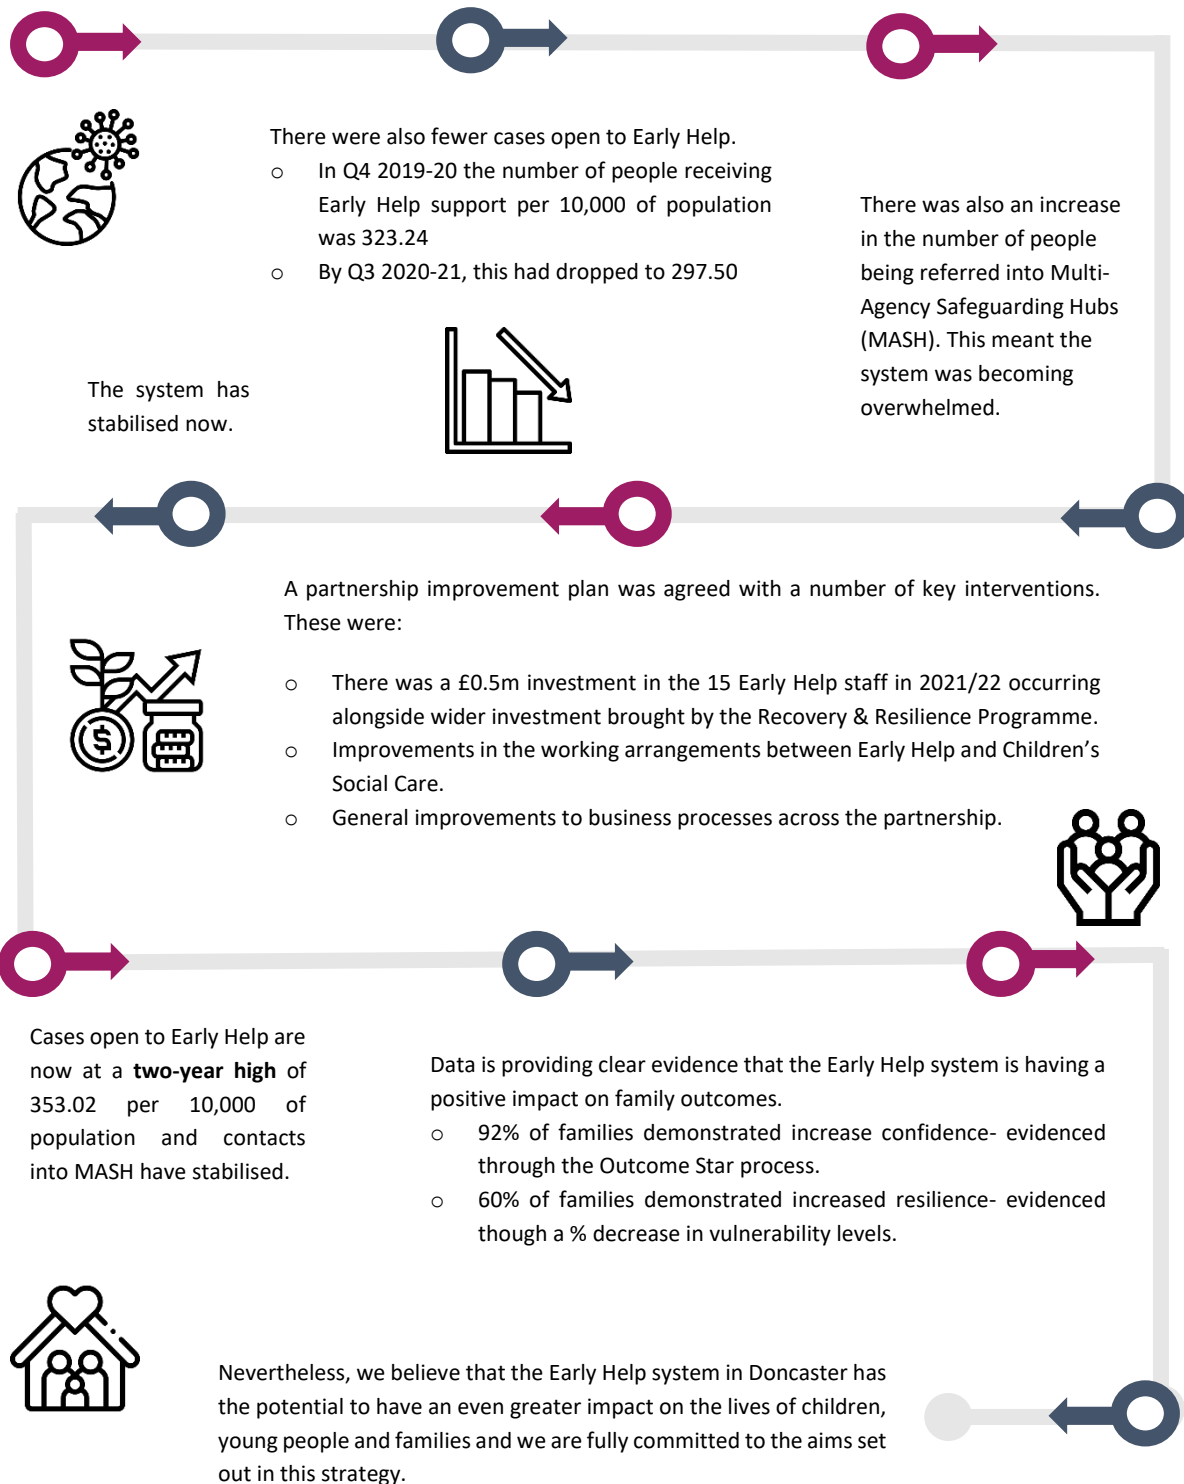 There were also fewer cases open to Early Help.
o In Q4 2019-20 the number of people receiving
Early Help support per 10,000 of population
was 323.24
o By Q3 2020-21, this had dropped to 297.50
There was also an increase
in the number of people
being referred into Multi-
Agency Safeguarding Hubs
(MASH). This meant the
system was becoming
overwhelmed.
The system has
stabilised now.
A partnership improvement plan was agreed with a number of key interventions.
These were:
o There was a £0.5m investment in the 15 Early Help staff in 2021/22 occurring
alongside wider investment brought by the Recovery & Resilience Programme.
o Improvements in the working arrangements between Early Help and Children’s
Social Care.
o General improvements to business processes across the partnership.
$
Cases open to Early Help are
now at a two-year high of
353.02 per 10,000 of
population and contacts
into MASH have stabilised.
Data is providing clear evidence that the Early Help system is having a
positive impact on family outcomes.
o 92% of families demonstrated increase confidence- evidenced
through the Outcome Star process.
o 60% of families demonstrated increased resilience- evidenced
though a % decrease in vulnerability levels.
Nevertheless, we believe that the Early Help system in Doncaster has
the potential to have an even greater impact on the lives of children,
young people and families and we are fully committed to the aims set
out in this strategy.